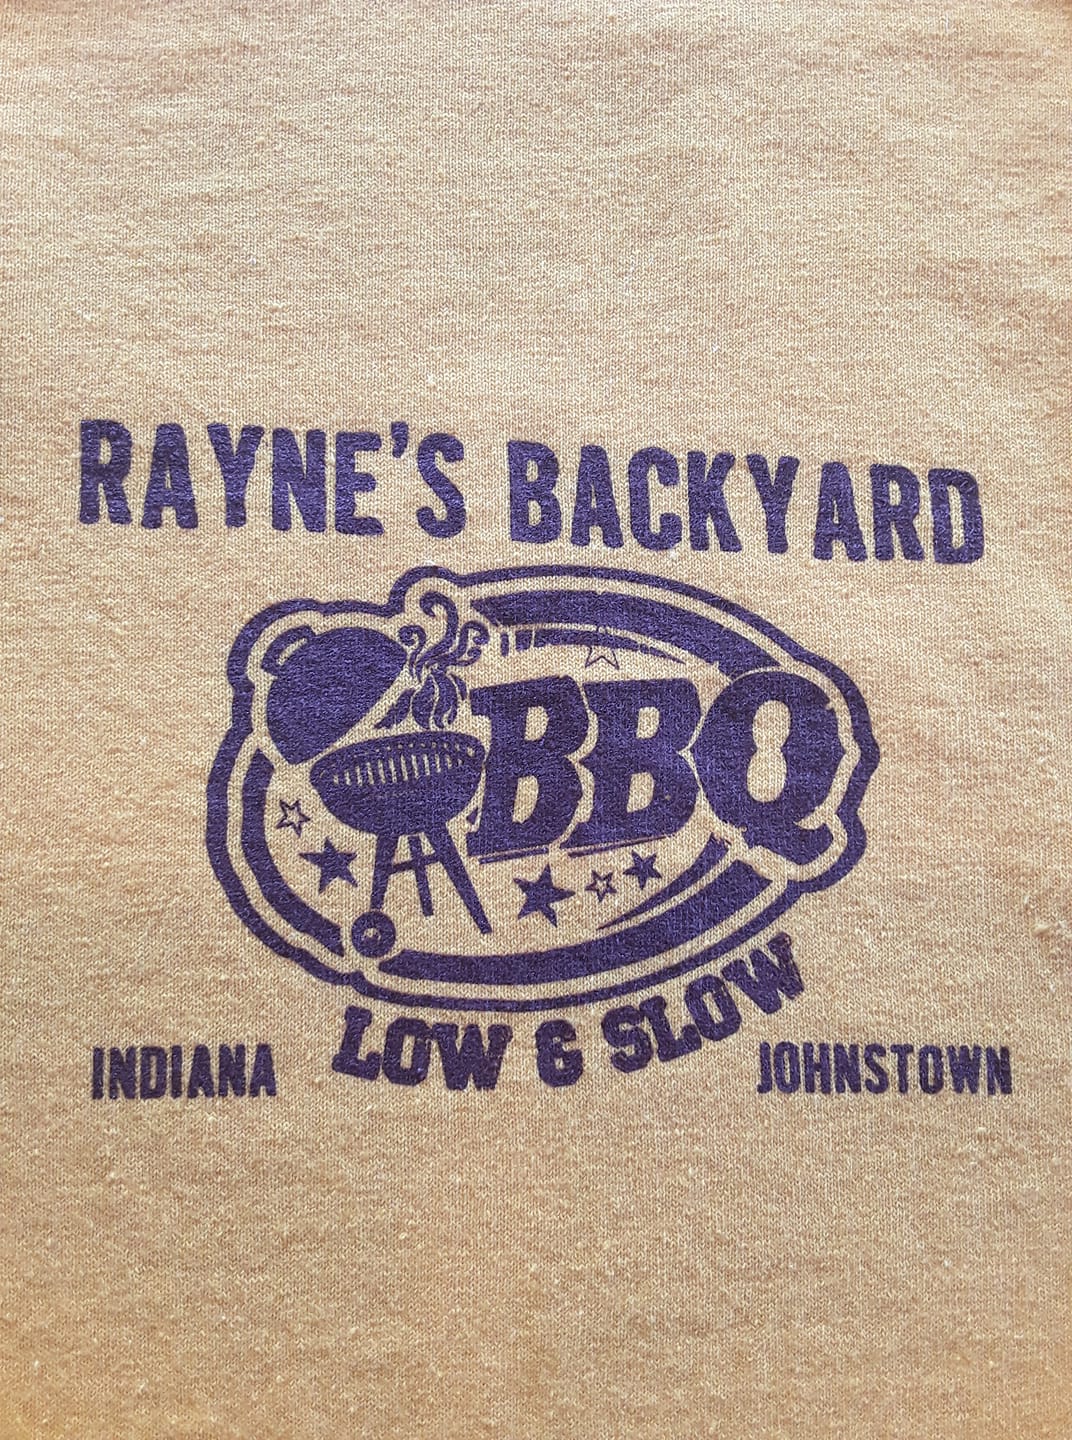 RAYNE'S BACKYARD
BBQ
LOW & SLOW
INDIANA
JOHNSTOWN